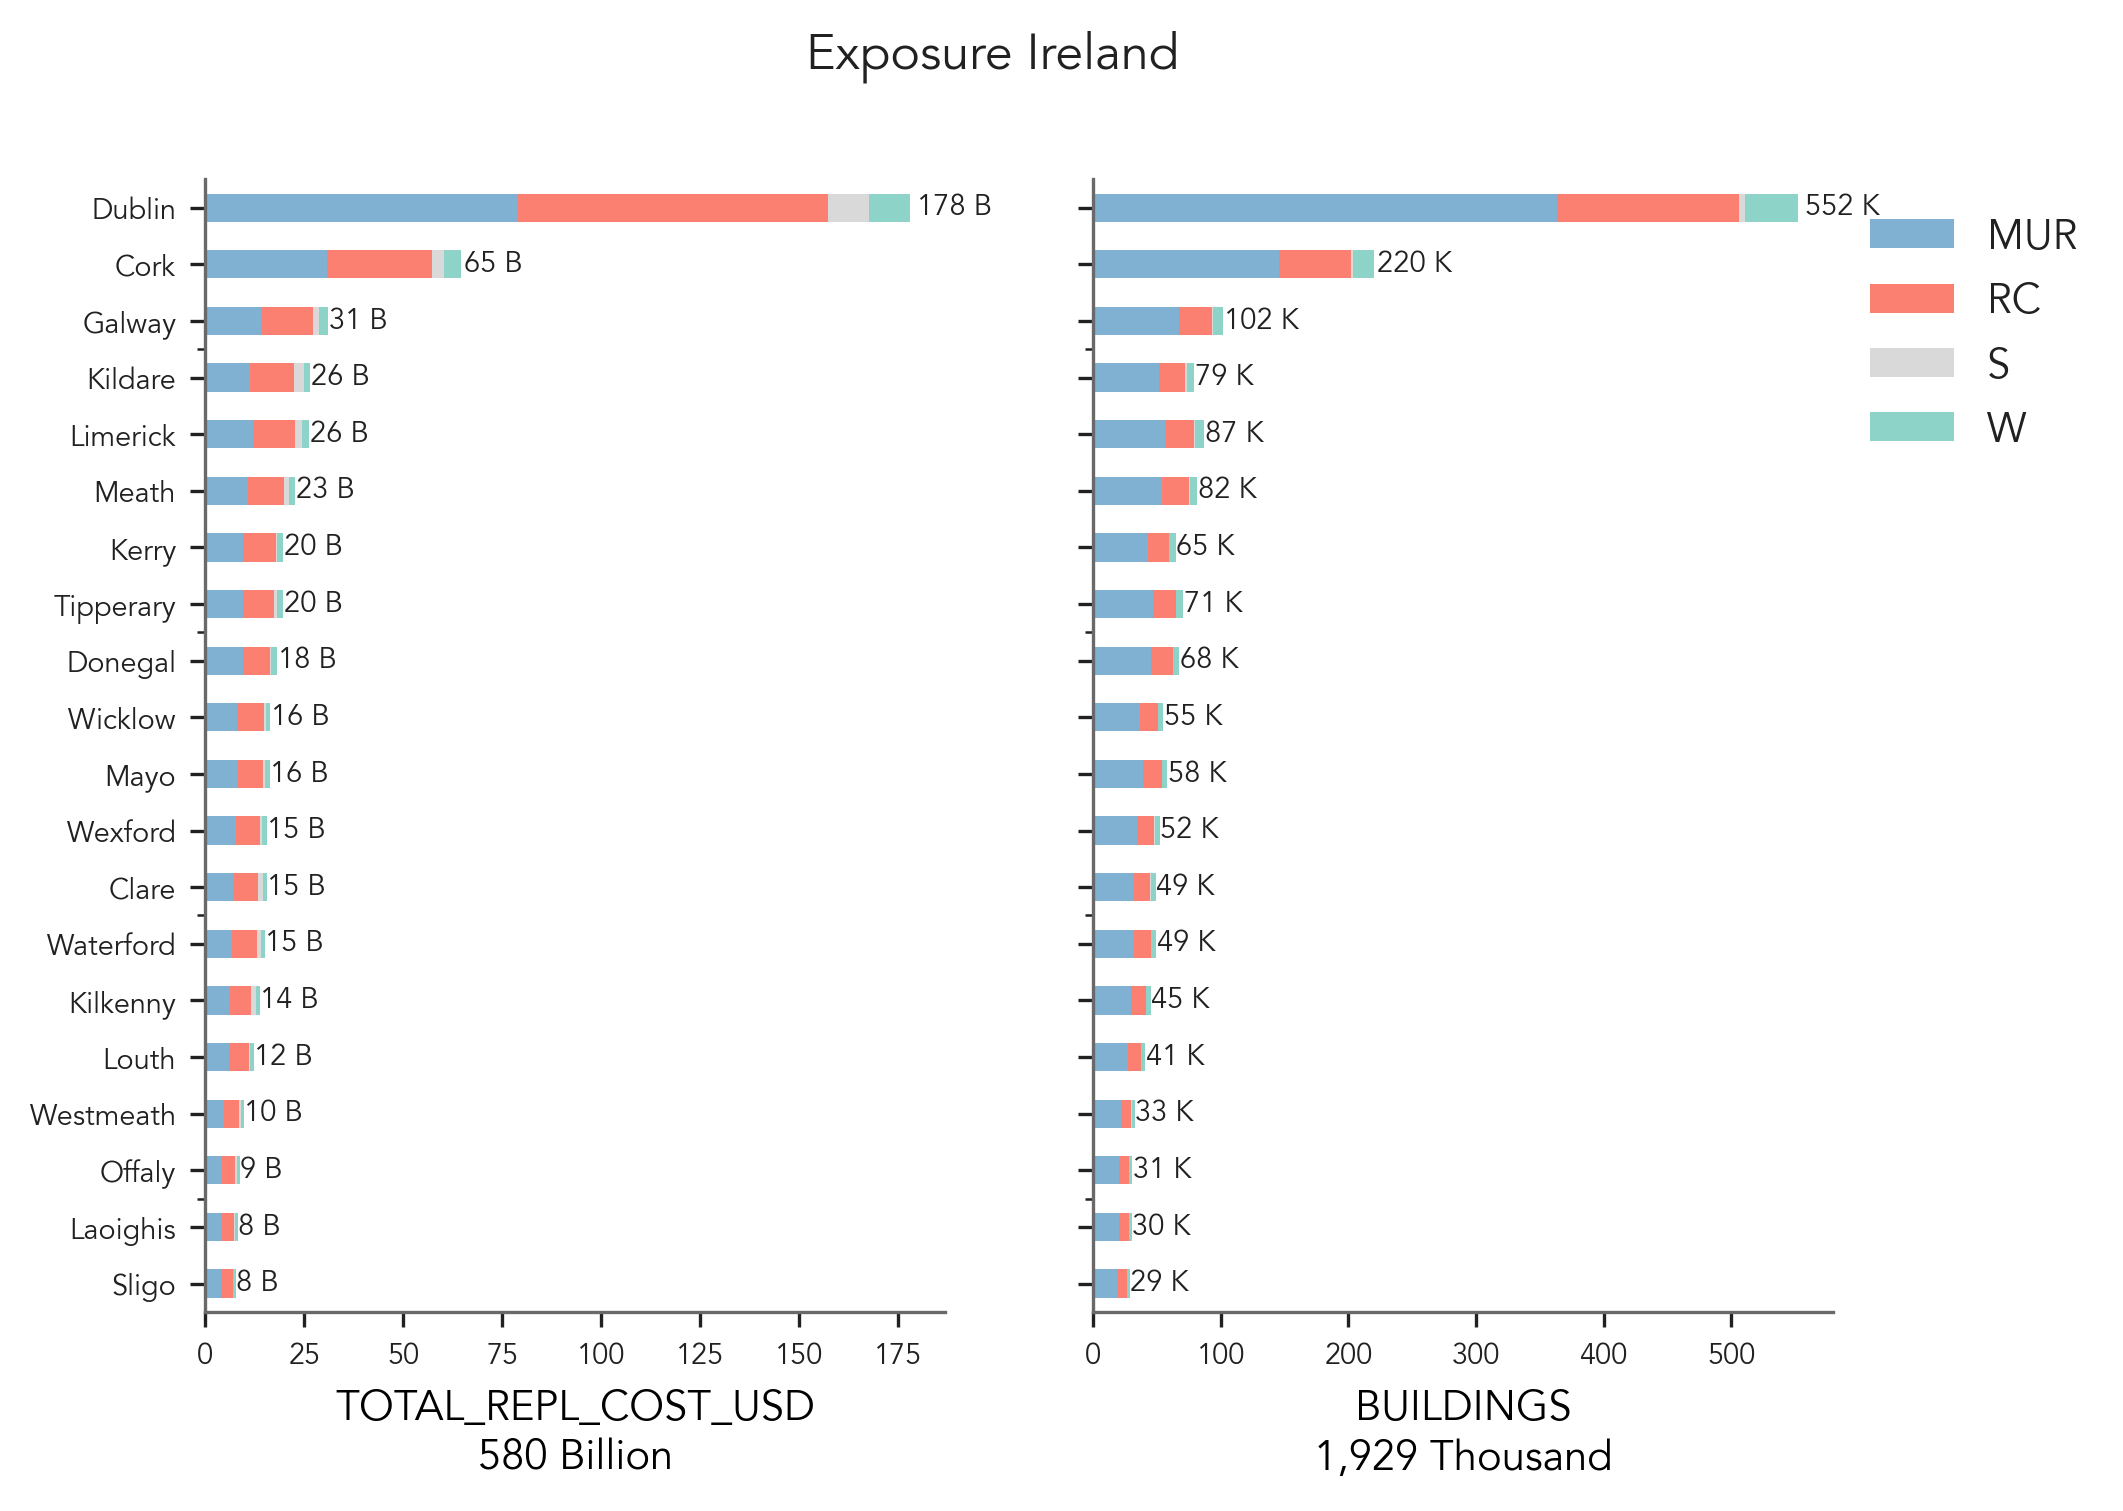 Exposure Ireland
Dublin
Cork
Galway
Kildare
Limerick
Meath
Kerry
Tipperary
Donegal
Wicklow
Mayo
Wexford
Clare
Waterford
Kilkenny
Louth
Westmeath
Offaly
Laoighis
Sligo
178 B
65 B
31 B
26 B
26 B
23 B
20 B
20 B
18 B
16 B
16 B
15 B
15 B
15 B
14 B
12 B
10 B
9 B
8 B
8 B
0 25 50 75 100 125 150 175
TOTAL_REPL_COST_USD
580 Billion
552 K
220 K
102 K
79 K
87 K
82 K
65 K
71 K
68 K
55 K
58 K
52 K
49 K
49 K
45 K
41 K
33 K
31 K
30 K
29 K
0 100 200 300 400 500
BUILDINGS
1,929 Thousand
MUR
RC
S
W